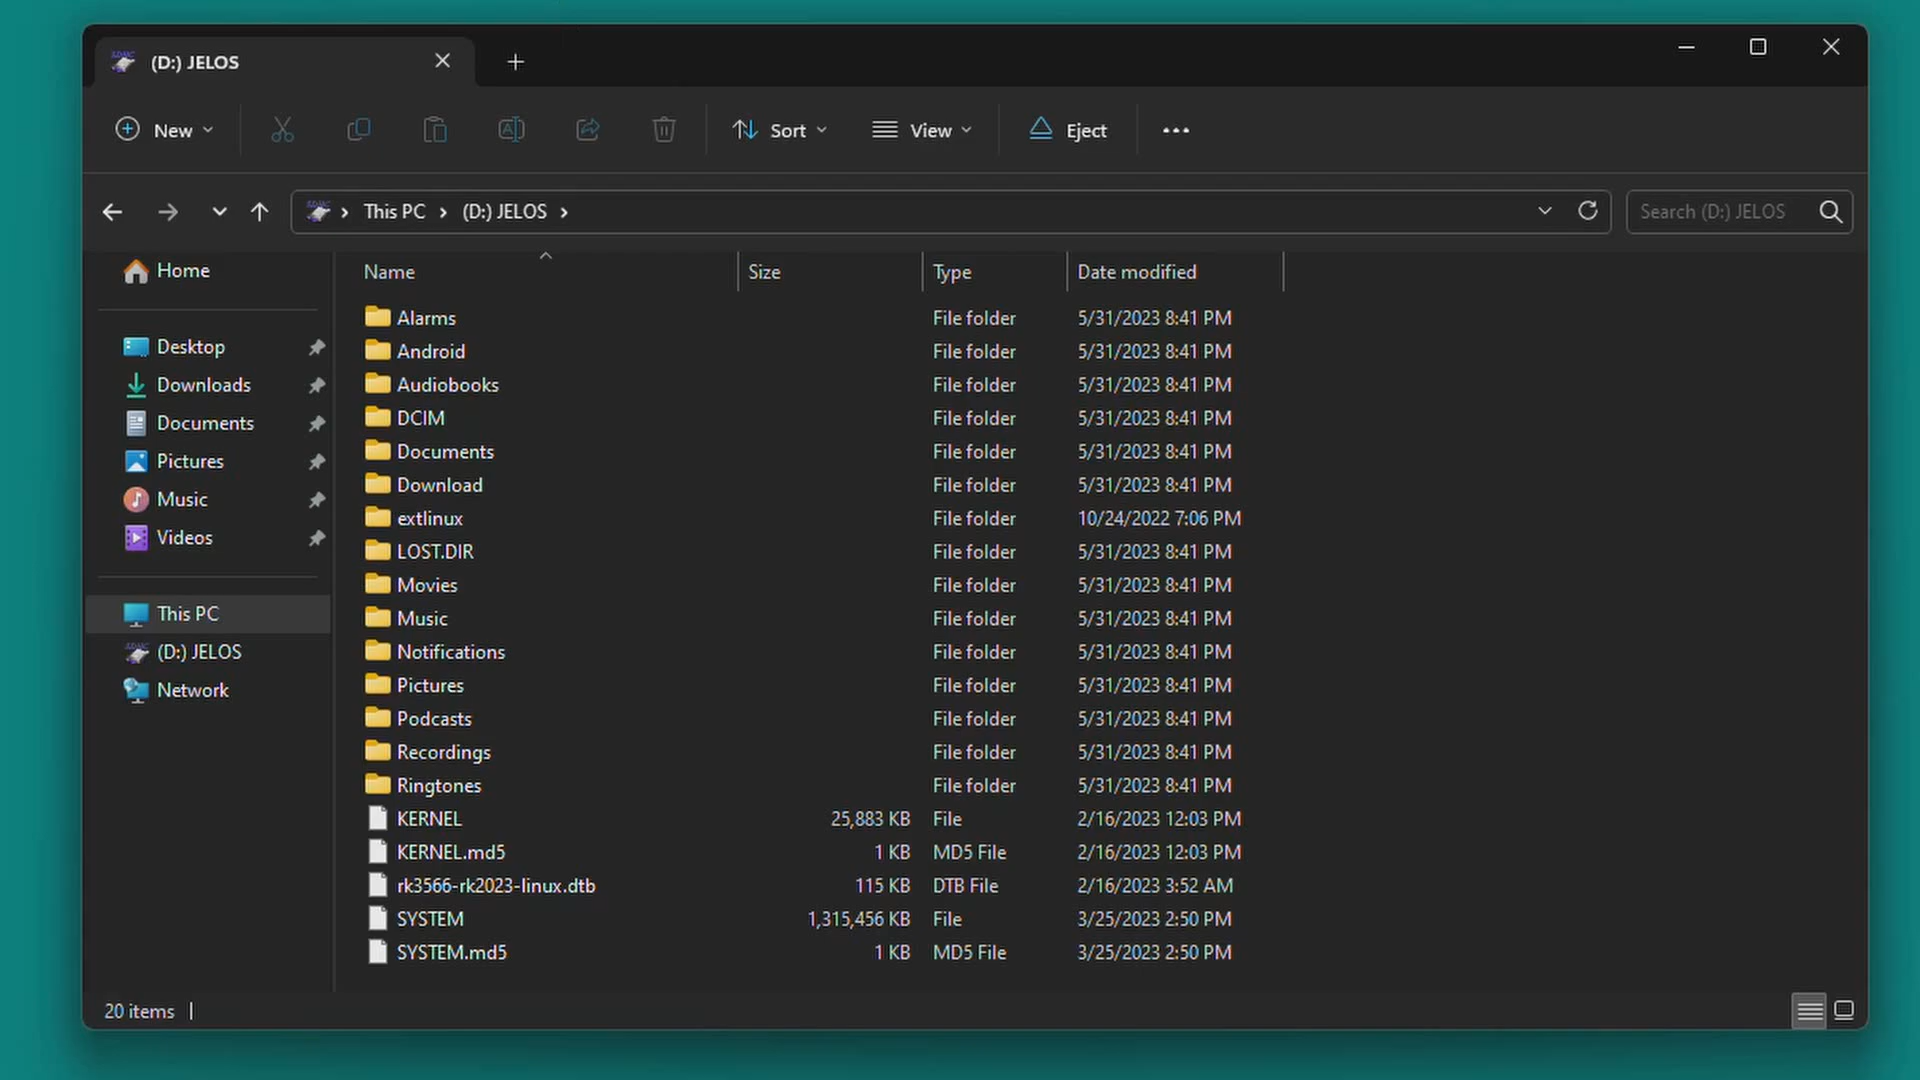 (D:) JELOS
New
Sort
View
Eject
This PC
(D:) JELOS
Search (D:) JELOS
Home
Desktop
Downloads
Documents
Pictures
Music
Videos
This PC
(D:) JELOS
Network
Name Size Type Date modified
Alarms File folder 5/31/2023 8:41 PM
Android File folder 5/31/2023 8:41 PM
Audiobooks File folder 5/31/2023 8:41 PM
DCIM File folder 5/31/2023 8:41 PM
Documents File folder 5/31/2023 8:41 PM
Download File folder 5/31/2023 8:41 PM
extlinux File folder 10/24/2022 7:06 PM
LOST.DIR File folder 5/31/2023 8:41 PM
Movies File folder 5/31/2023 8:41 PM
Music File folder 5/31/2023 8:41 PM
Notifications File folder 5/31/2023 8:41 PM
Pictures File folder 5/31/2023 8:41 PM
Podcasts File folder 5/31/2023 8:41 PM
Recordings File folder 5/31/2023 8:41 PM
Ringtones File folder 5/31/2023 8:41 PM
KERNEL 25,883 KB File 2/16/2023 12:03 PM
KERNEL.md5 1 KB MD5 File 2/16/2023 12:03 PM
rk3566-rk2023-linux.dtb 115 KB DTB File 2/16/2023 3:52 AM
SYSTEM 1,315,456 KB File 3/25/2023 2:50 PM
SYSTEM.md5 1 KB MD5 File 3/25/2023 2:50 PM
20 items